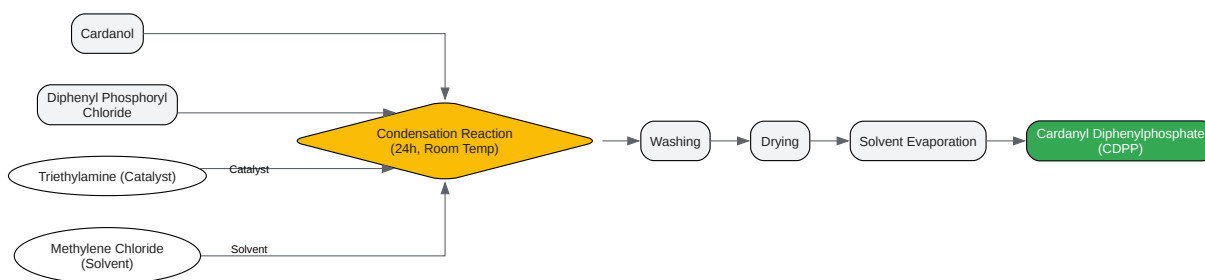 Cardanol
Diphenyl Phosphoryl
Chloride
Triethylamine (Catalyst)
Catalyst
Methylene Chloride
(Solvent)
Solvent
Condensation Reaction
(24h, Room Temp)
Washing
Drying
Solvent Evaporation
Cardanyl Diphenylphosphate
(CDPP)